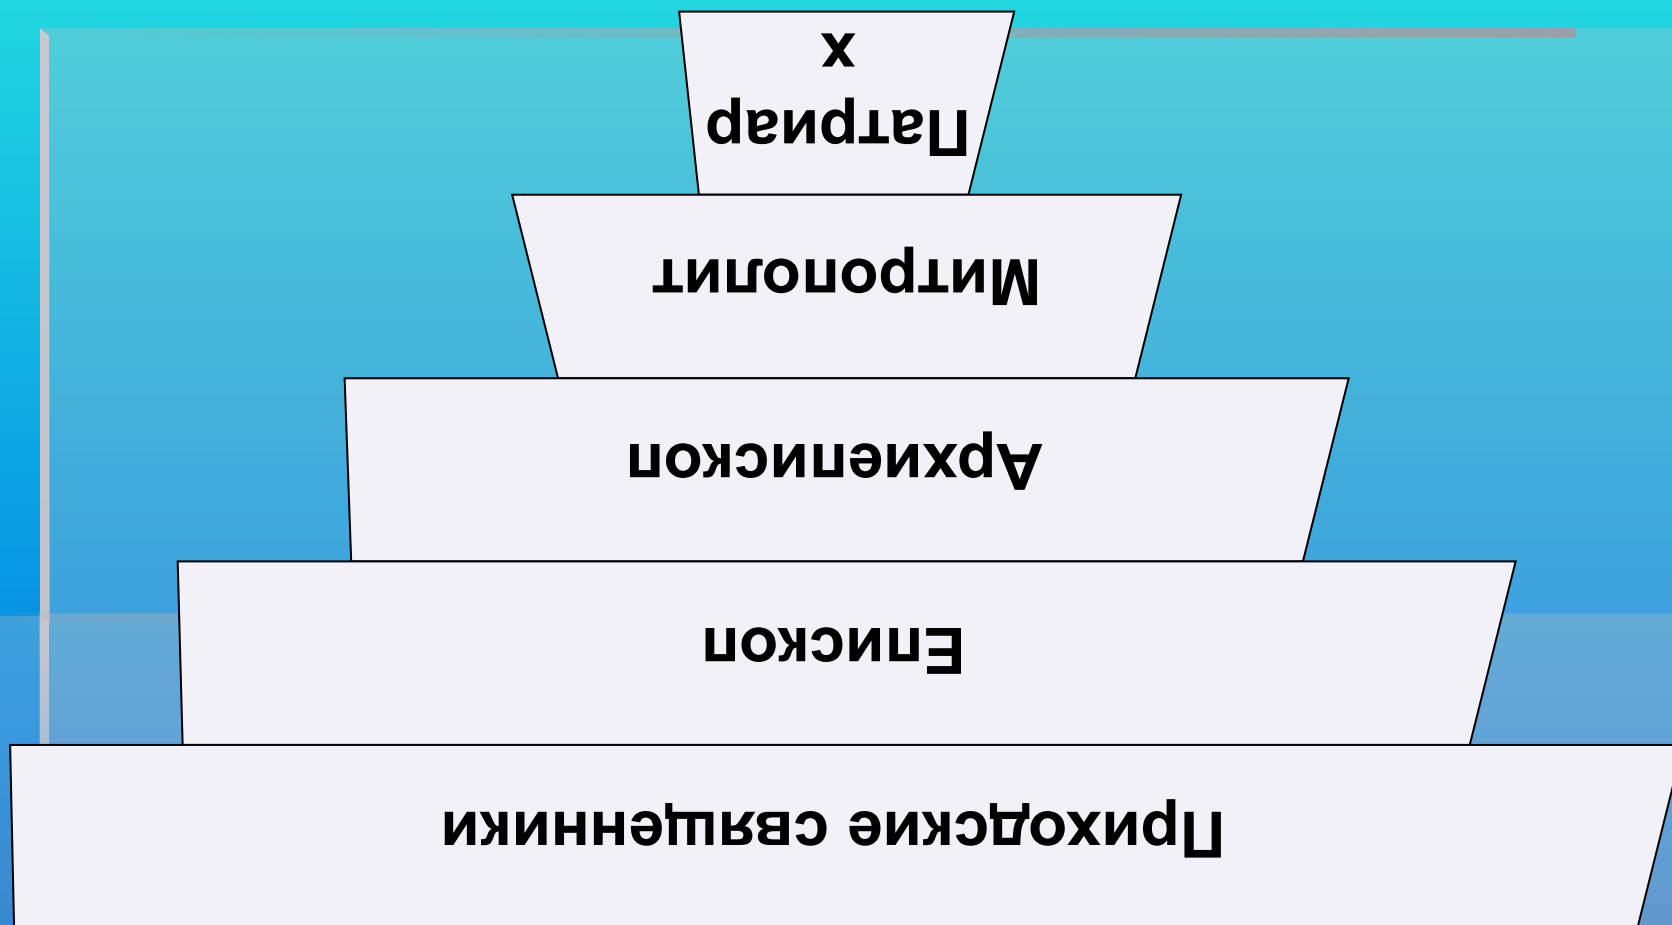 Патриар
х
Митрополит
Архиепископ
Епископ
Приходские священники